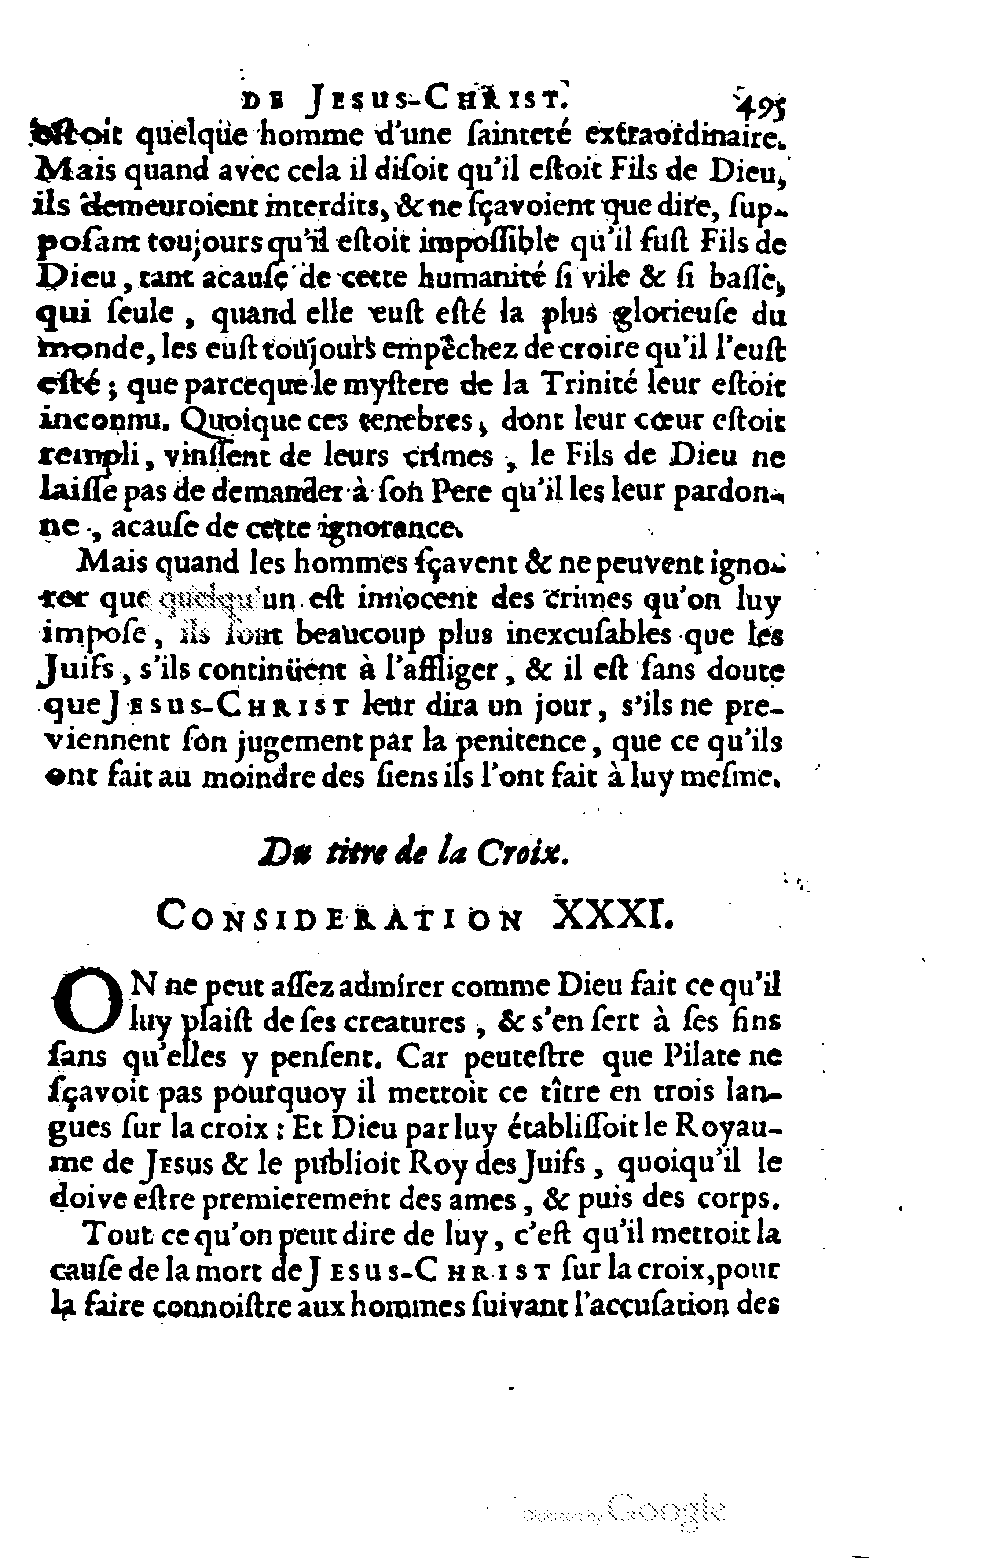 DE JESUS-CHRIST. 495
estoit quelque homme d'une ſainteté extraordinaire.
Mais quand avec cela il diſoit qu'il eſtoit Fils de Dieu,
ils demeuroient interdits, & ne ſçavoient que dire, ſup-
poſant toujours qu'il eſtoit impoſſible qu'il fuſt Fils de
Dieu, tant acauſe de cette humanité ſi vile & ſi baſſe,
qui ſeule, quand elle euſt eſté la plus glorieuſe du
monde, les euſt toujours empêchez de croire qu'il l'euſt
eſté; que parceque le myſtere de la Trinité leur eſtoit
inconnu. Quoique ces tenebres, dont leur cœur eſtoit
rempli, vinſſent de leurs crimes, le Fils de Dieu ne
laiſſe pas de demander à ſon Pere qu'il les leur pardon-
ne, acauſe de cette ignorance.
Mais quand les hommes ſçavent & ne peuvent igno-
rer que quelqu'un eſt innocent des crimes qu'on luy
impoſe, ils ſont beaucoup plus inexcuſables que les
Juifs, s'ils continüent à l'affliger, & il eſt ſans doute
que JESUS-CHRIST leur dira un jour, s'ils ne pre-
viennent ſon jugement par la penitence, que ce qu'ils
ont fait au moindre des ſiens ils l'ont fait à luy meſme.
Du titre de la Croix.
CONSIDERATION XXXI.
ON ne peut aſſez admirer comme Dieu fait ce qu'il
luy plaiſt de ſes creatures, & s'en ſert à ſes fins
ſans qu'elles y penſent. Car peuteſtre que Pilate ne
ſçavoit pas pourquoy il mettoit ce tître en trois lan-
gues ſur la croix: Et Dieu par luy établiſſoit le Royau-
me de JESUS & le publioit Roy des Juifs, quoiqu'il le
doive eſtre premierement des ames, & puis des corps.
Tout ce qu'on peut dire de luy, c'eſt qu'il mettoit la
cauſe de la mort de JESUS-CHRIST ſur la croix, pour
la faire connoiſtre aux hommes ſuivant l'accuſation des
Digitized by Google